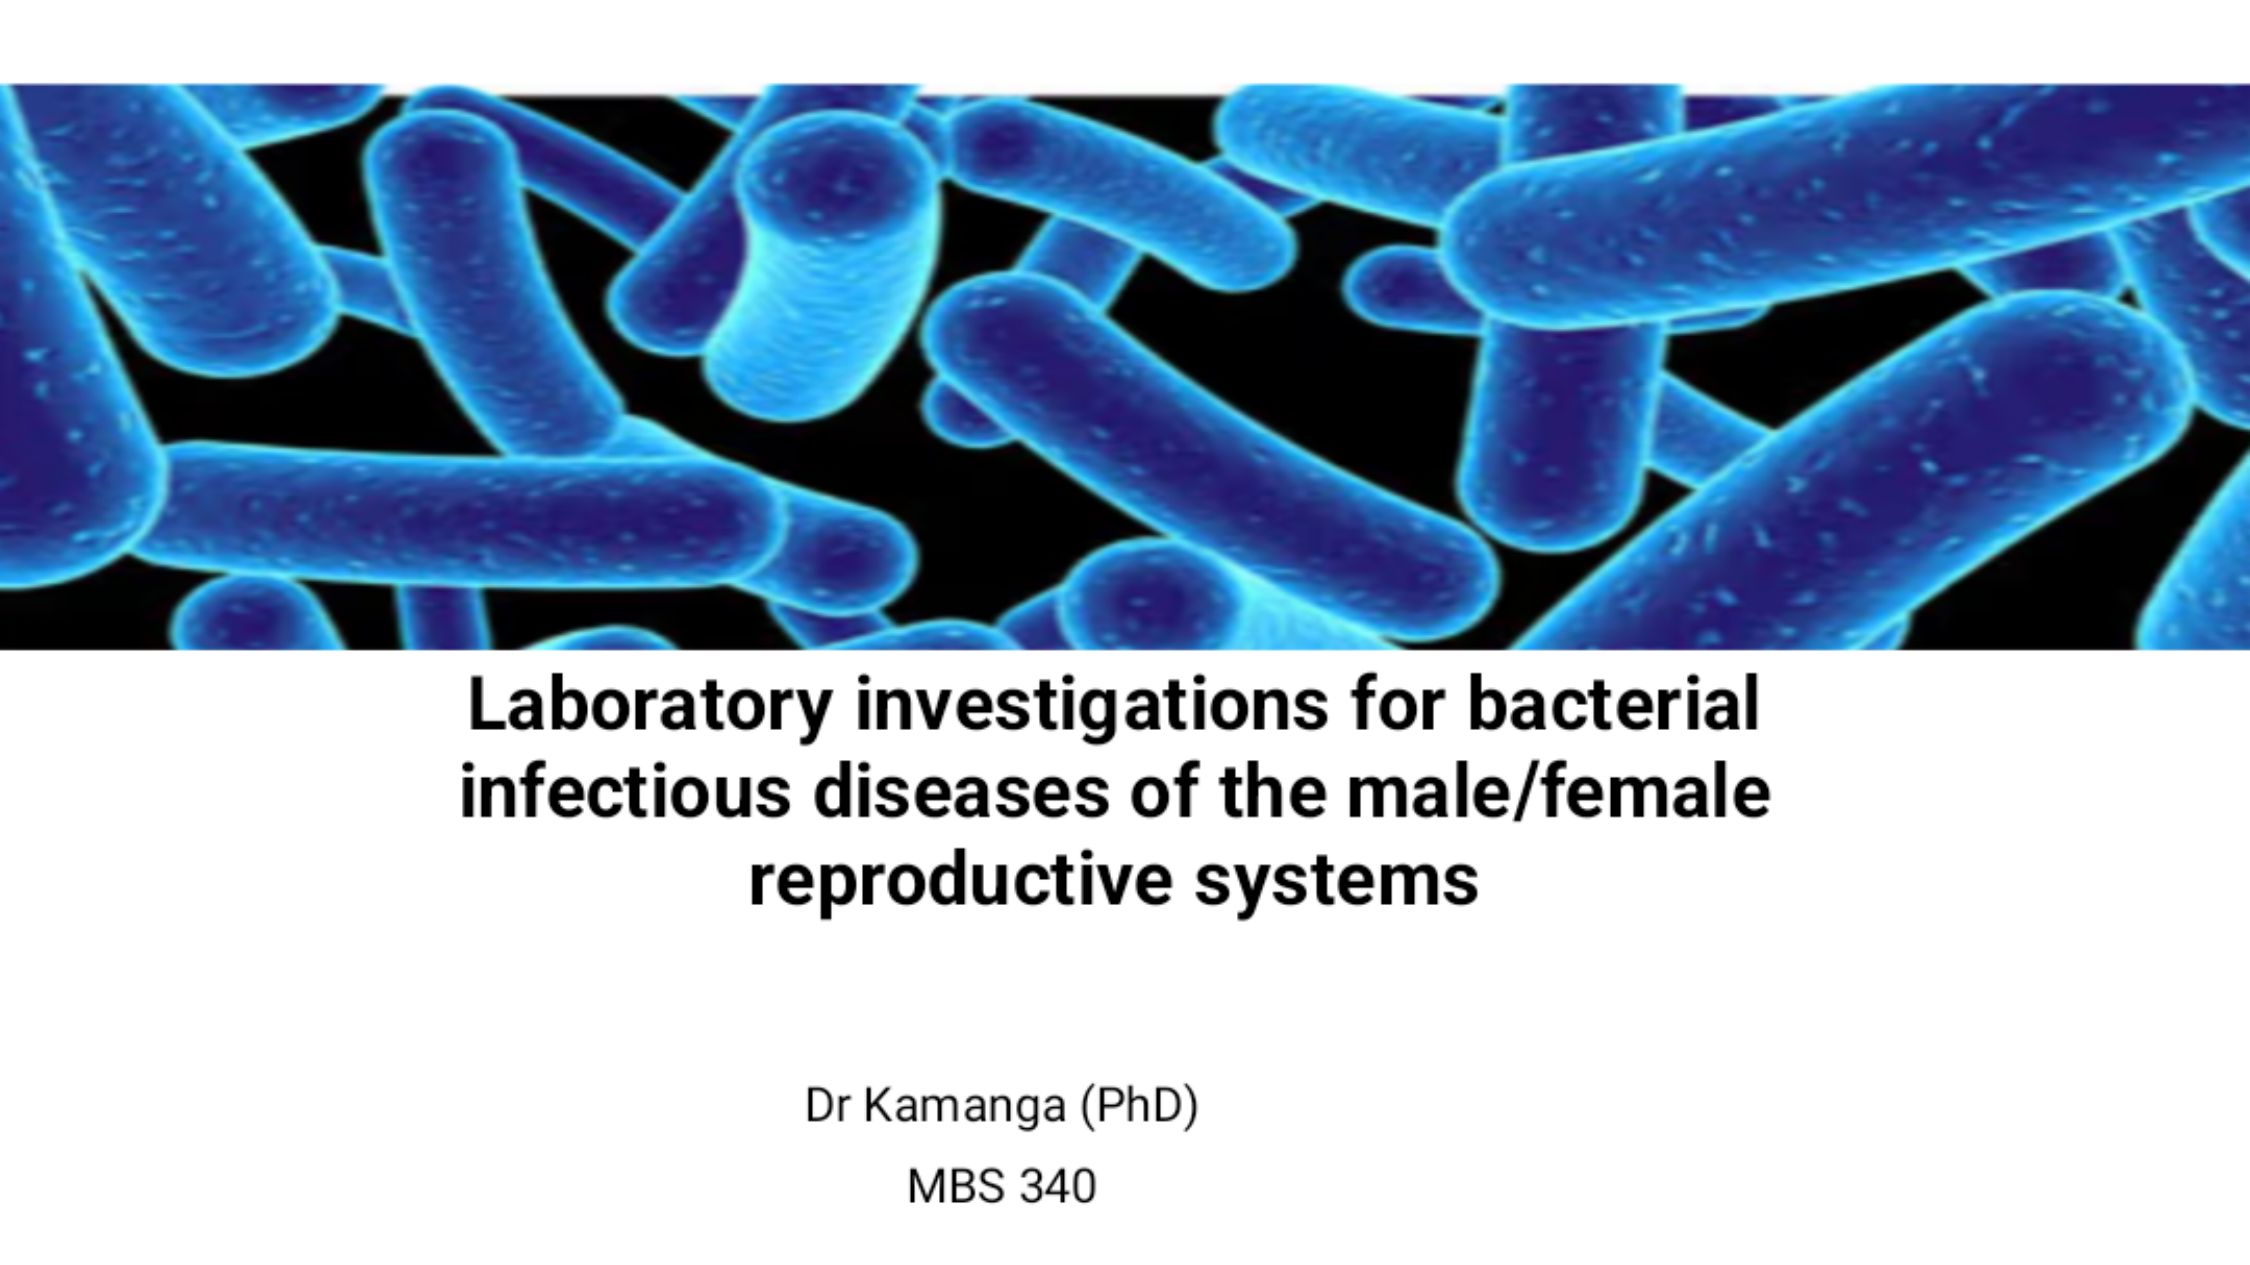 Laboratory investigations for bacterial
infectious diseases of the male/female
reproductive systems
Dr Kamanga (PhD)
MBS 340